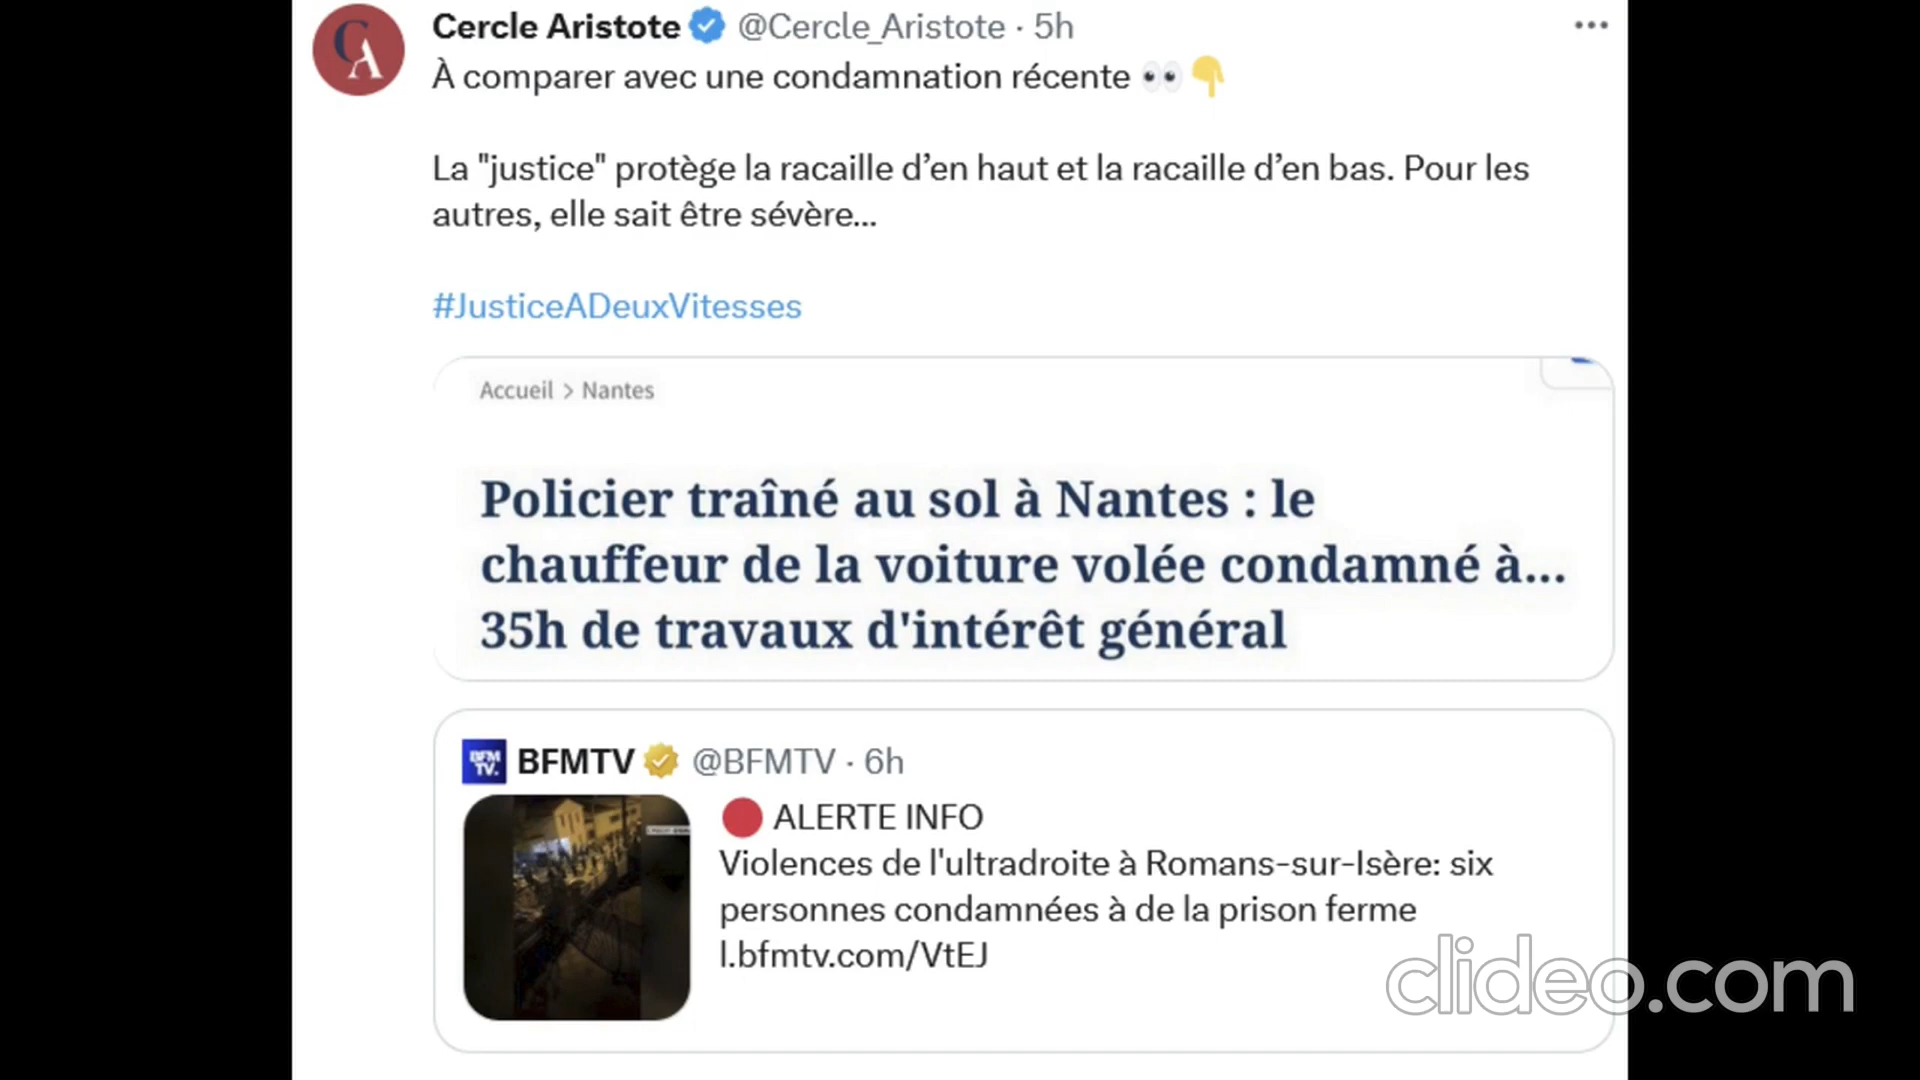 Cercle Aristote @Cercle_Aristote · 5h
À comparer avec une condamnation récente 👀👇
La "justice" protège la racaille d’en haut et la racaille d’en bas. Pour les
autres, elle sait être sévère...
#JusticeADeuxVitesses
Accueil > Nantes
Policier traîné au sol à Nantes : le
chauffeur de la voiture volée condamné à...
35h de travaux d'intérêt général
BFM
TV.
BFMTV @BFMTV · 6h
🔴 ALERTE INFO
Violences de l'ultradroite à Romans-sur-Isère: six
personnes condamnées à de la prison ferme
l.bfmtv.com/VtEJ
clideo.com